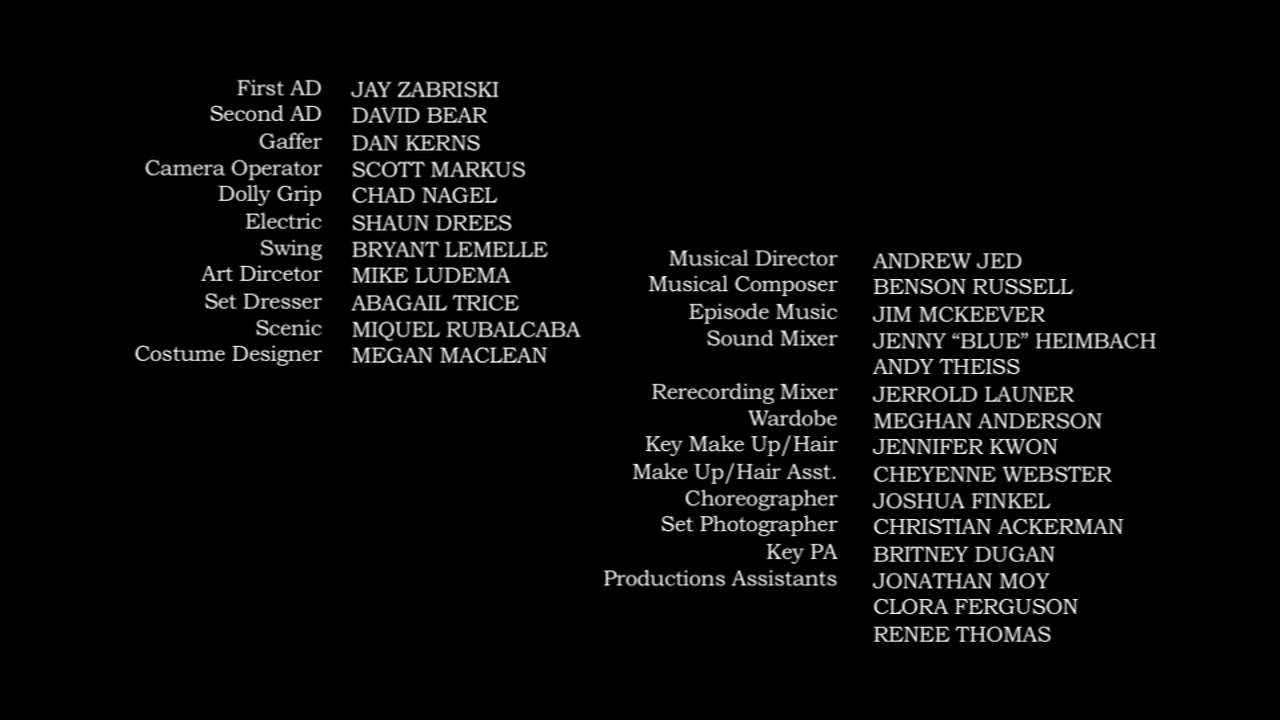 First AD JAY ZABRISKI
Second AD DAVID BEAR
Gaffer DAN KERNS
Camera Operator SCOTT MARKUS
Dolly Grip CHAD NAGEL
Electric SHAUN DREES
Swing BRYANT LEMELLE
Art Dircetor MIKE LUDEMA
Set Dresser ABAGAIL TRICE
Scenic MIQUEL RUBALCABA
Costume Designer MEGAN MACLEAN
Musical Director ANDREW JED
Musical Composer BENSON RUSSELL
Episode Music JIM MCKEEVER
Sound Mixer JENNY “BLUE” HEIMBACH
ANDY THEISS
Rerecording Mixer JERROLD LAUNER
Wardobe MEGHAN ANDERSON
Key Make Up/Hair JENNIFER KWON
Make Up/Hair Asst. CHEYENNE WEBSTER
Choreographer JOSHUA FINKEL
Set Photographer CHRISTIAN ACKERMAN
Key PA BRITNEY DUGAN
Productions Assistants JONATHAN MOY
CLORA FERGUSON
RENEE THOMAS